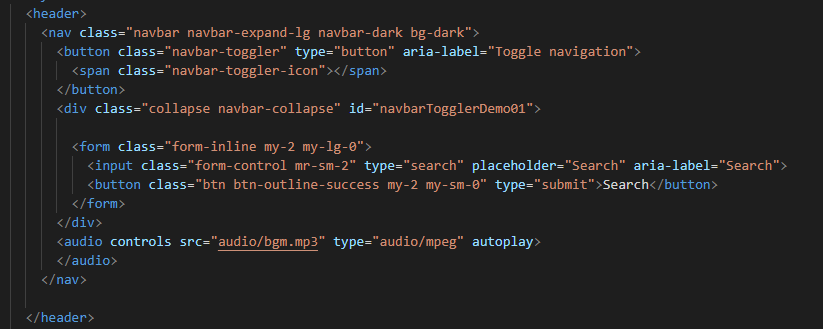 <header>
<nav class="navbar navbar-expand-lg navbar-dark bg-dark">
<button class="navbar-toggler" type="button" aria-label="Toggle navigation">
<span class="navbar-toggler-icon"></span>
</button>
<div class="collapse navbar-collapse" id="navbarTogglerDemo01">
<form class="form-inline my-2 my-lg-0">
<input class="form-control mr-sm-2" type="search" placeholder="Search" aria-label="Search">
<button class="btn btn-outline-success my-2 my-sm-0" type="submit">Search</button>
</form>
</div>
<audio controls src="audio/bgm.mp3" type="audio/mpeg" autoplay>
</audio>
</nav>
</header>